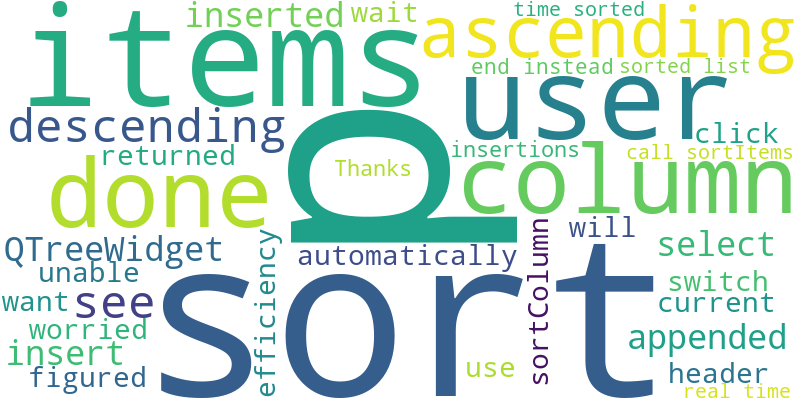 inserted
wait
time sorted
items
ascending
end instead
sorted list
user
descending
click
returned
Thanks
insertions
call sortItems
done
p
column
QTreeWidget
automatically
will
select
unable
see
sort
efficiency
sortColumn
switch
want
current
worried
appended
insert
figured
use
header
real time